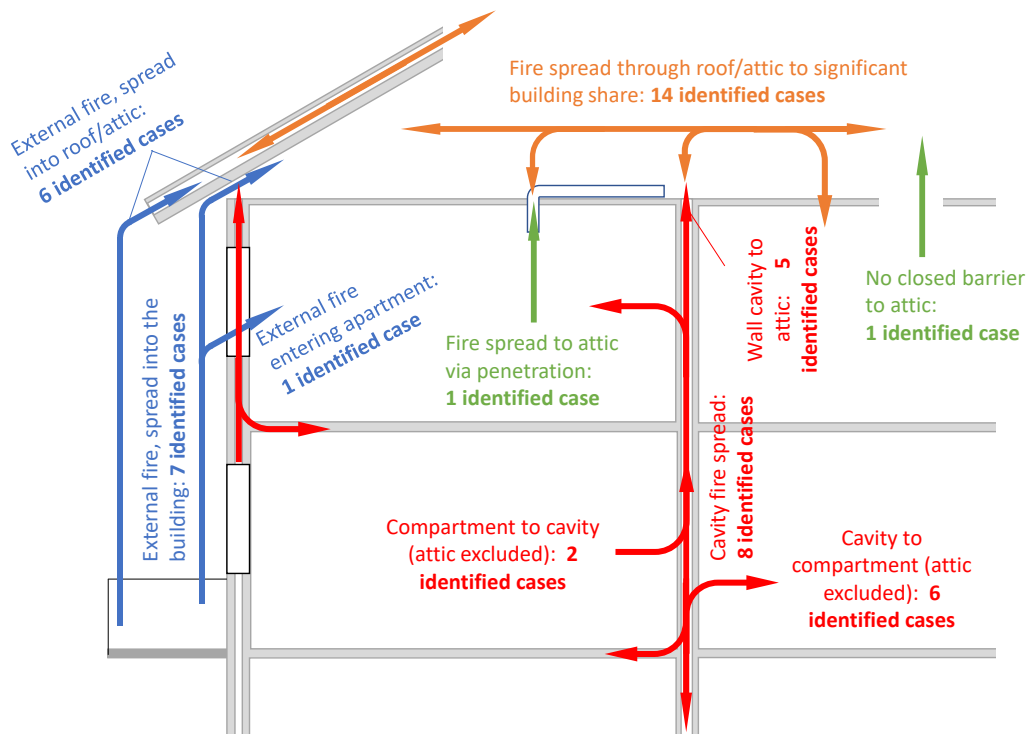 External fire, spread
into roof/attic:
6 identified cases
Fire spread through roof/attic to significant
building share: 14 identified cases
External fire, spread into the
building: 7 identified cases
External fire
entering apartment:
1 identified case
Fire spread to attic
via penetration:
1 identified case
Wall cavity to
attic: 5
identified cases
No closed barrier
to attic:
1 identified case
Cavity fire spread:
8 identified cases
Compartment to cavity
(attic excluded): 2
identified cases
Cavity to
compartment (attic
excluded): 6
identified cases